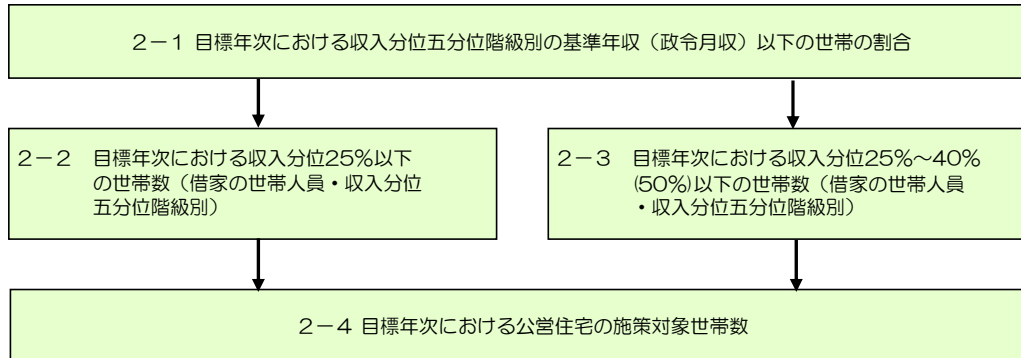 2－1 目標年次における収入分位五分位階級別の基準年収（政令月収）以下の世帯の割合
2－2　目標年次における収入分位25%以下
の世帯数（借家の世帯人員・収入分位
五分位階級別）
2－3　目標年次における収入分位25%～40%
(50%)以下の世帯数（借家の世帯人員
・収入分位五分位階級別）
2－4 目標年次における公営住宅の施策対象世帯数